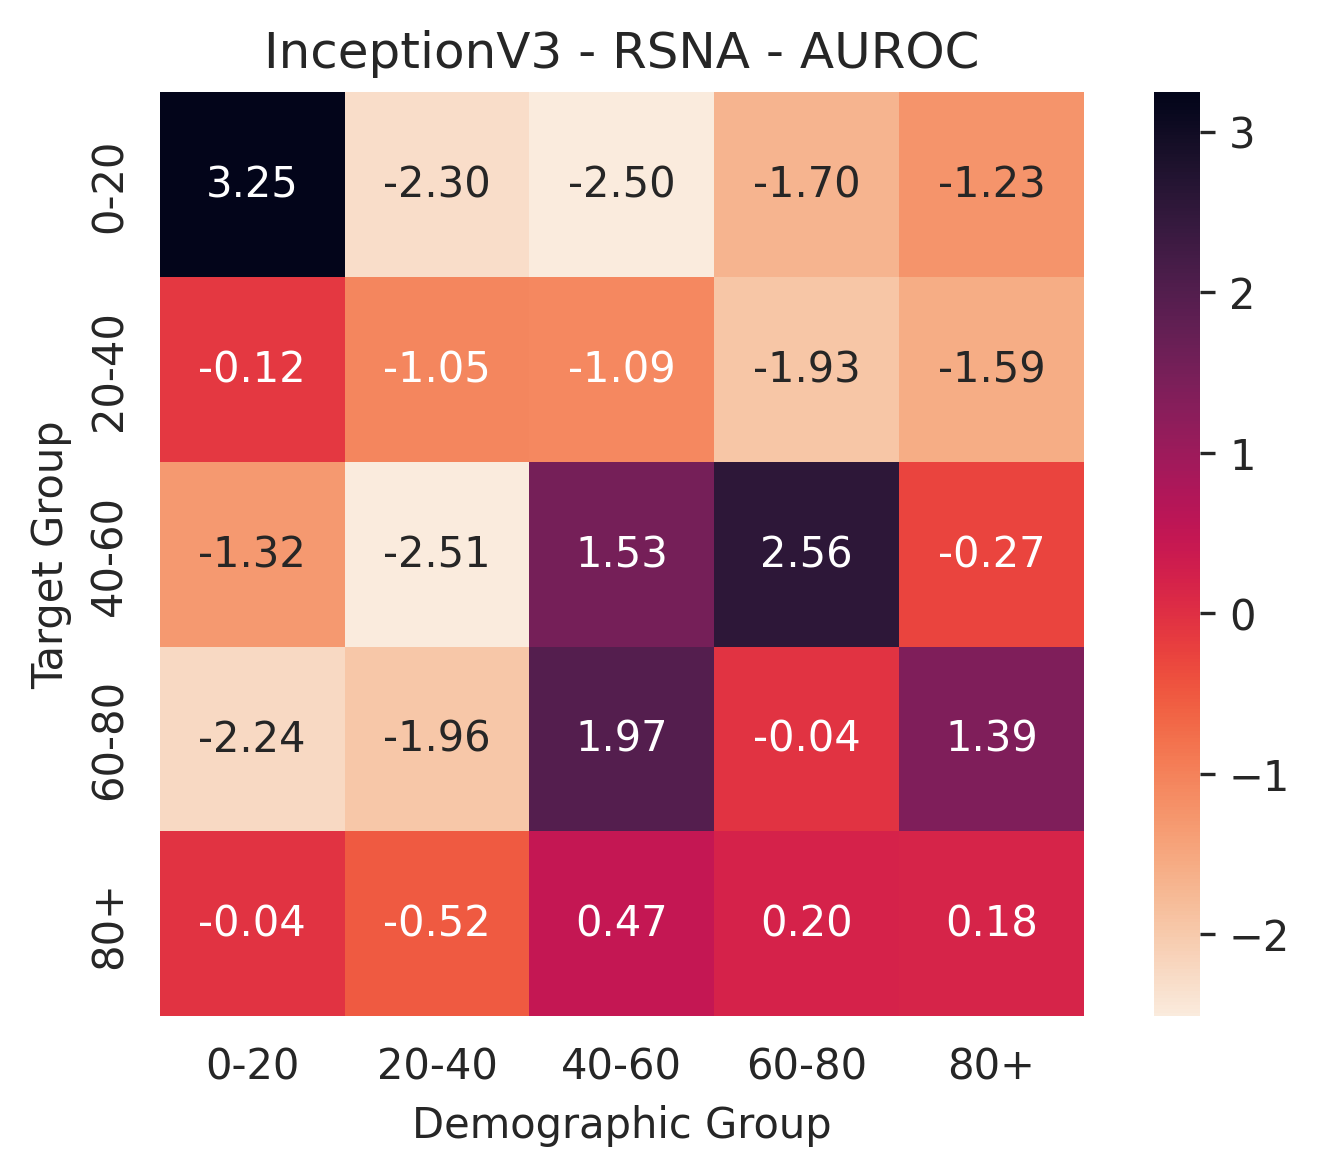 InceptionV3 - RSNA - AUROC
Target Group
0-20
3.25 -2.30 -2.50 -1.70 -1.23
20-40
-0.12 -1.05 -1.09 -1.93 -1.59
40-60
-1.32 -2.51 1.53 2.56 -0.27
60-80
-2.24 -1.96 1.97 -0.04 1.39
80+
-0.04 -0.52 0.47 0.20 0.18
0-20 20-40 40-60 60-80 80+
Demographic Group
3
2
1
0
−1
−2